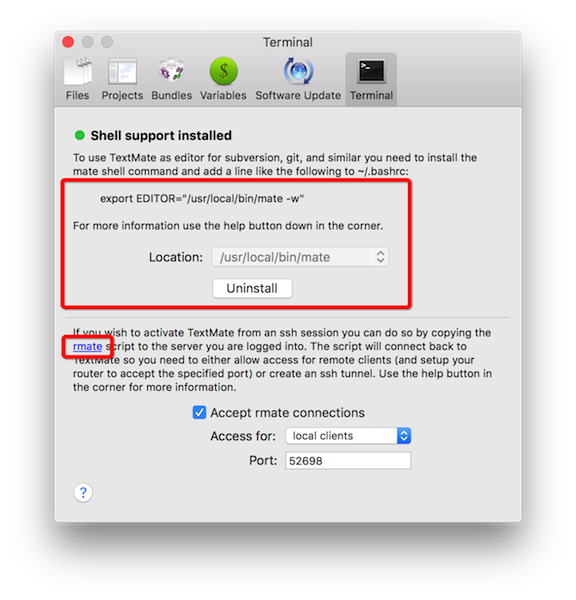 Terminal
Files Projects Bundles Variables Software Update Terminal
Shell support installed
To use TextMate as editor for subversion, git, and similar you need to install the
mate shell command and add a line like the following to ~/.bashrc:
export EDITOR="/usr/local/bin/mate -w"
For more information use the help button down in the corner.
Location: /usr/local/bin/mate
Uninstall
If you wish to activate TextMate from an ssh session you can do so by copying the
rmate script to the server you are logged into. The script will connect back to
TextMate so you need to either allow access for remote clients (and setup your
router to accept the specified port) or create an ssh tunnel. Use the help button in
the corner for more information.
Accept rmate connections
Access for: local clients
Port: 52698
?